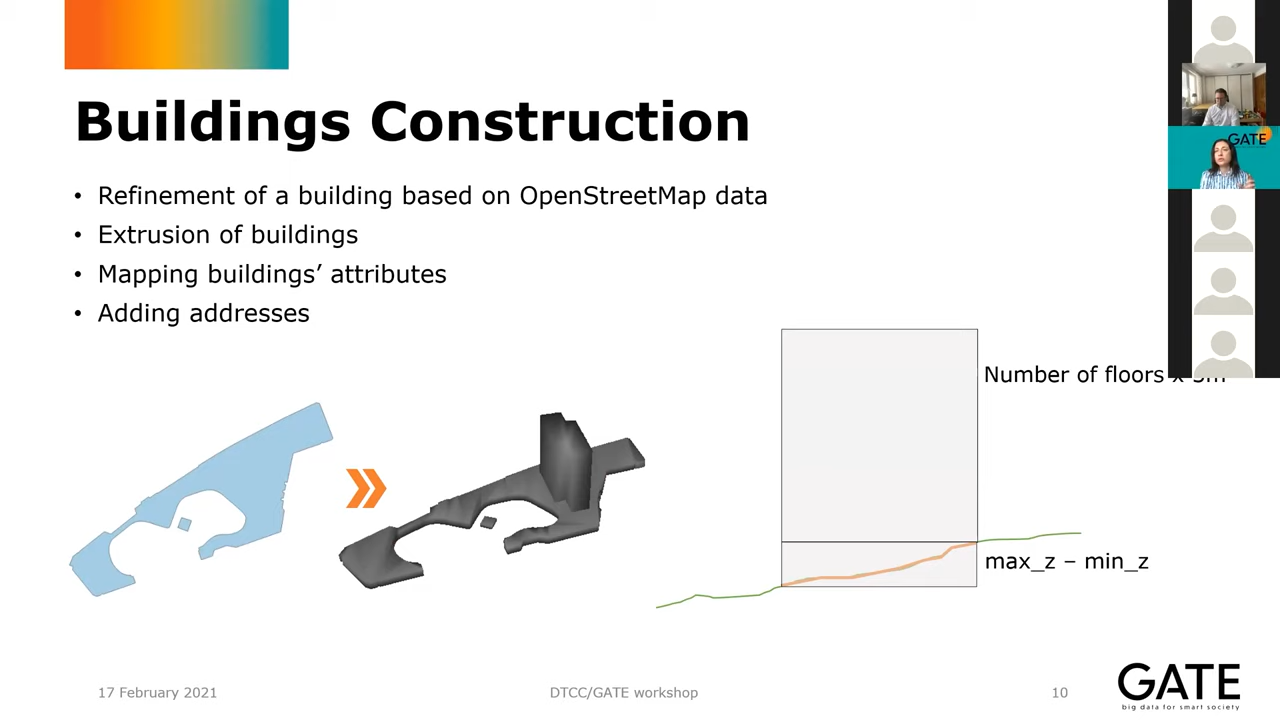 GATE
Buildings Construction
• Refinement of a building based on OpenStreetMap data
• Extrusion of buildings
• Mapping buildings’ attributes
• Adding addresses
Number of floors x
max_z – min_z
17 February 2021
DTCC/GATE workshop
10
GATE
big data for smart society